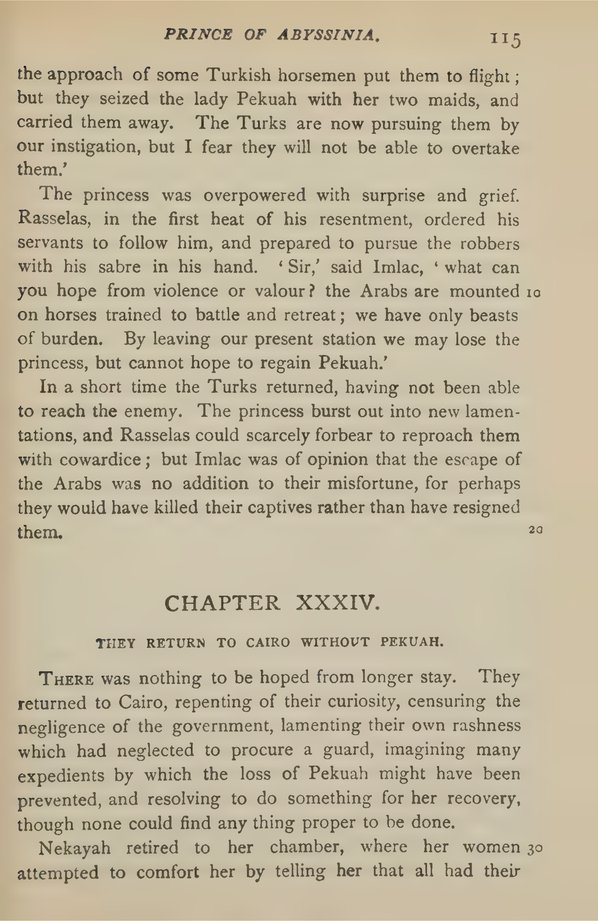 PRINCE OF ABYSSINIA. 115
the approach of some Turkish horsemen put them to flight ;
but they seized the lady Pekuah with her two maids, and
carried them away. The Turks are now pursuing them by
our instigation, but I fear they will not be able to overtake
them.'
The princess was overpowered with surprise and grief.
Rasselas, in the first heat of his resentment, ordered his
servants to follow him, and prepared to pursue the robbers
with his sabre in his hand. ‘ Sir,’ said Imlac, ‘ what can
you hope from violence or valour? the Arabs are mounted 10
on horses trained to battle and retreat ; we have only beasts
of burden. By leaving our present station we may lose the
princess, but cannot hope to regain Pekuah.’
In a short time the Turks returned, having not been able
to reach the enemy. The princess burst out into new lamen-
tations, and Rasselas could scarcely forbear to reproach them
with cowardice ; but Imlac was of opinion that the escape of
the Arabs was no addition to their misfortune, for perhaps
they would have killed their captives rather than have resigned
them. 20
CHAPTER XXXIV.
THEY RETURN TO CAIRO WITHOUT PEKUAH.
THERE was nothing to be hoped from longer stay. They
returned to Cairo, repenting of their curiosity, censuring the
negligence of the government, lamenting their own rashness
which had neglected to procure a guard, imagining many
expedients by which the loss of Pekuah might have been
prevented, and resolving to do something for her recovery,
though none could find any thing proper to be done.
Nekayah retired to her chamber, where her women 30
attempted to comfort her by telling her that all had their